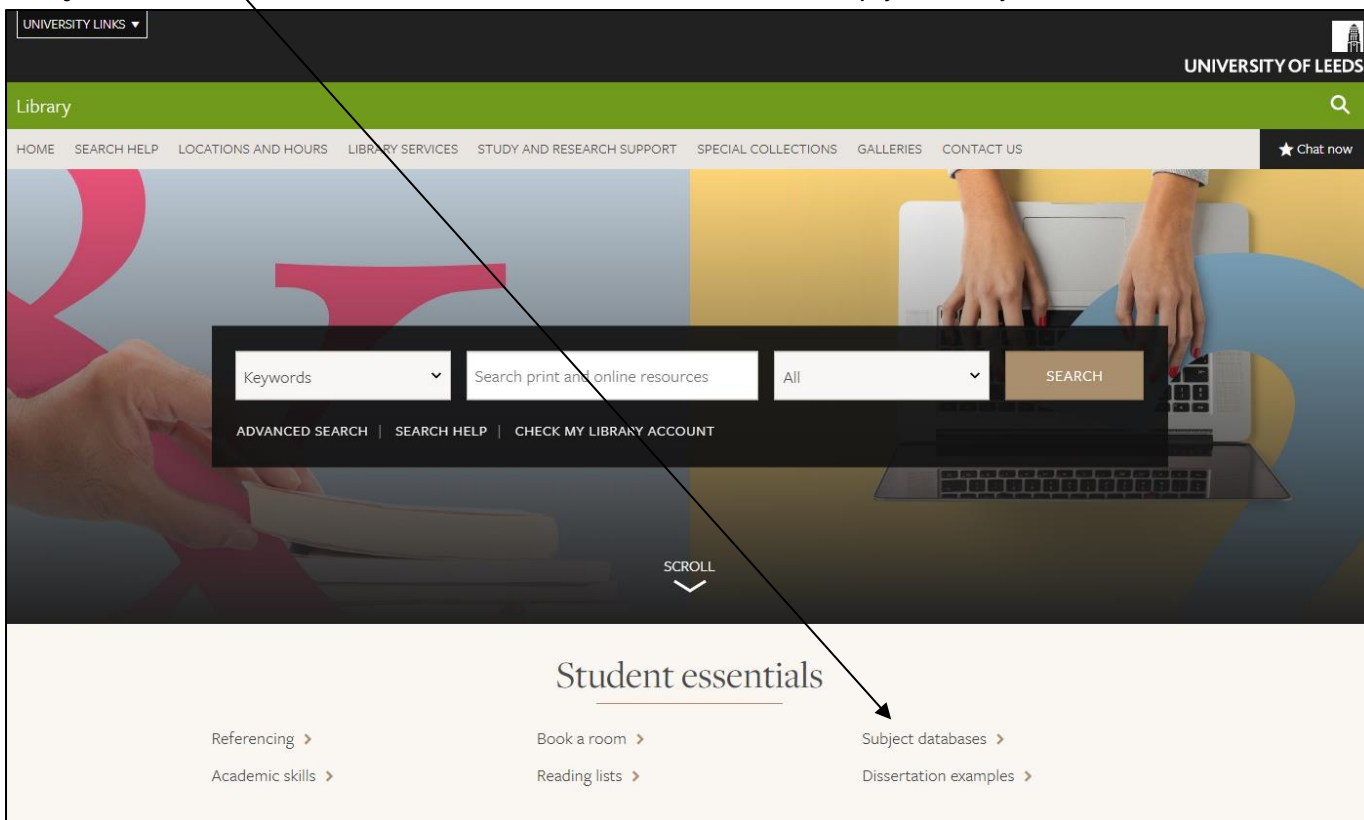 UNIVERSITY LINKS ▼
UNIVERSITY OF LEEDS
Library
HOME SEARCH HELP LOCATIONS AND HOURS LIBRARY SERVICES STUDY AND RESEARCH SUPPORT SPECIAL COLLECTIONS GALLERIES CONTACT US ★ Chat now
Keywords Search print and online resources All SEARCH
ADVANCED SEARCH | SEARCH HELP | CHECK MY LIBRARY ACCOUNT
SCROLL
Student essentials
Referencing > Book a room > Subject databases >
Academic skills > Reading lists > Dissertation examples >